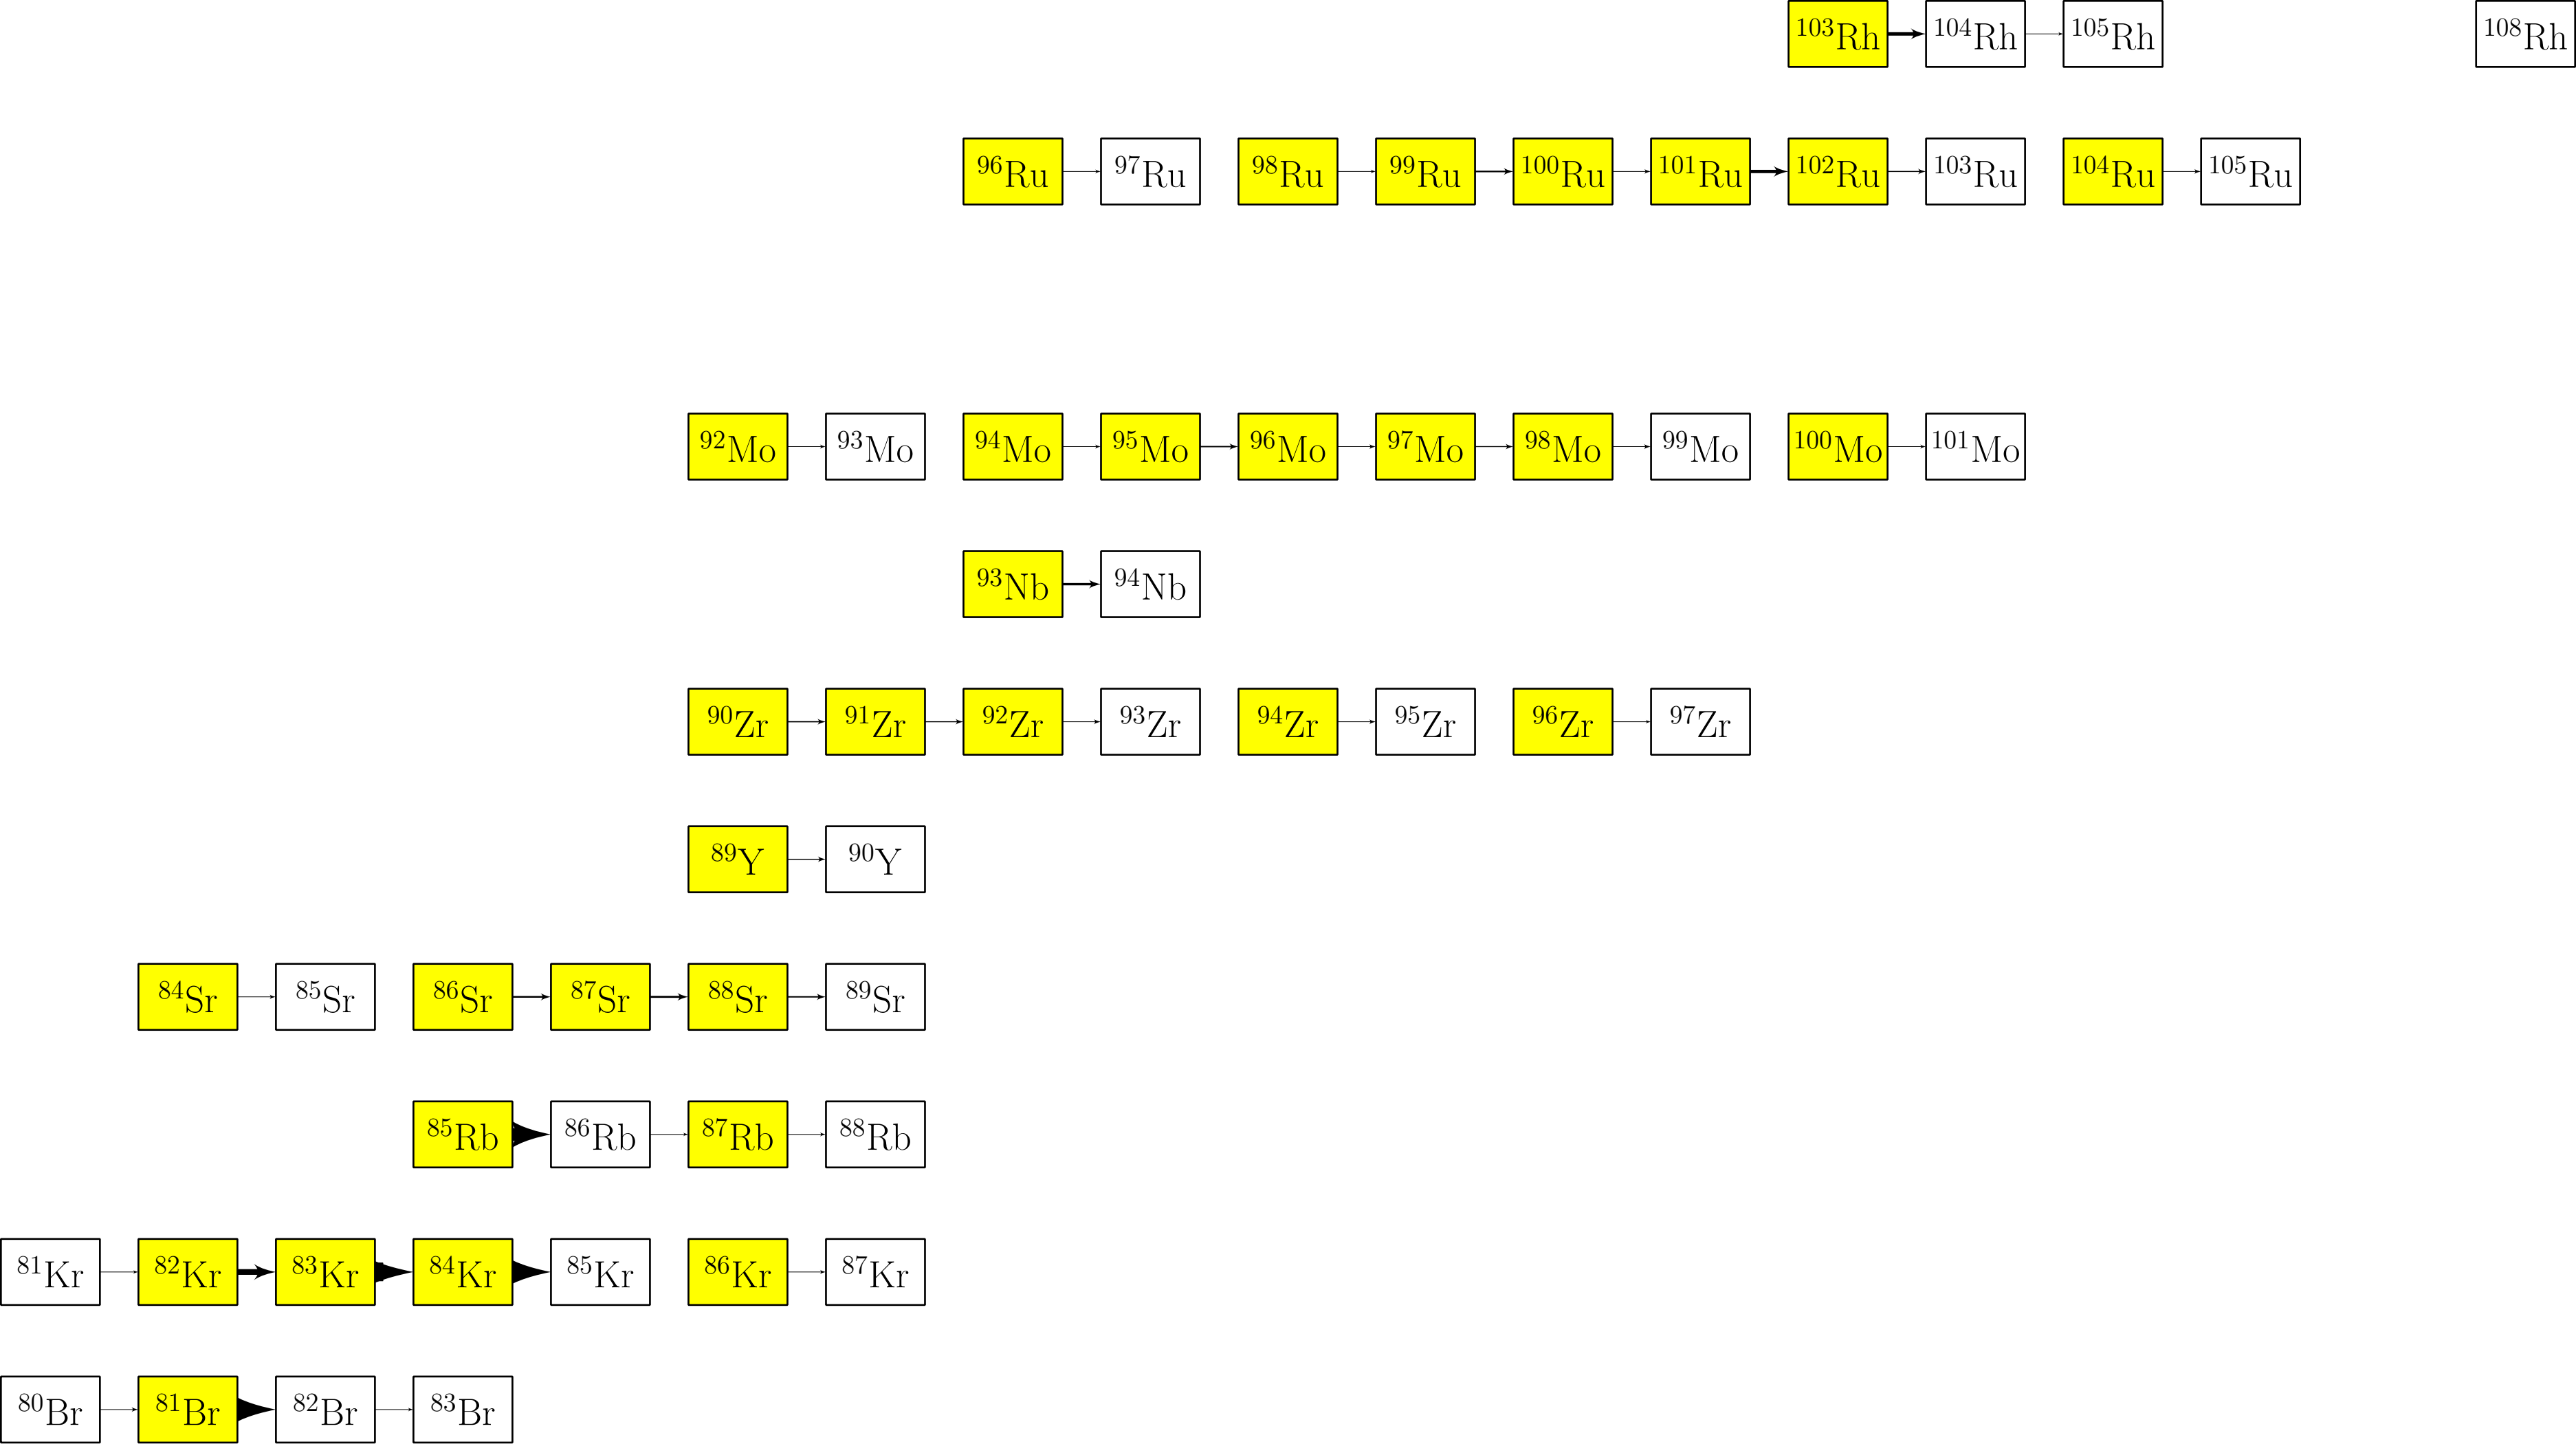 ¹⁰³Rh ¹⁰⁴Rh ¹⁰⁵Rh ¹⁰⁸Rh
⁹⁶Ru ⁹⁷Ru ⁹⁸Ru ⁹⁹Ru ¹⁰⁰Ru ¹⁰¹Ru ¹⁰²Ru ¹⁰³Ru ¹⁰⁴Ru ¹⁰⁵Ru
⁹²Mo ⁹³Mo ⁹⁴Mo ⁹⁵Mo ⁹⁶Mo ⁹⁷Mo ⁹⁸Mo ⁹⁹Mo ¹⁰⁰Mo ¹⁰¹Mo
⁹³Nb ⁹⁴Nb
⁹⁰Zr ⁹¹Zr ⁹²Zr ⁹³Zr ⁹⁴Zr ⁹⁵Zr ⁹⁶Zr ⁹⁷Zr
⁸⁹Y ⁹⁰Y
⁸⁴Sr ⁸⁵Sr ⁸⁶Sr ⁸⁷Sr ⁸⁸Sr ⁸⁹Sr
⁸⁵Rb ⁸⁶Rb ⁸⁷Rb ⁸⁸Rb
⁸¹Kr ⁸²Kr ⁸³Kr ⁸⁴Kr ⁸⁵Kr ⁸⁶Kr ⁸⁷Kr
⁸⁰Br ⁸¹Br ⁸²Br ⁸³Br